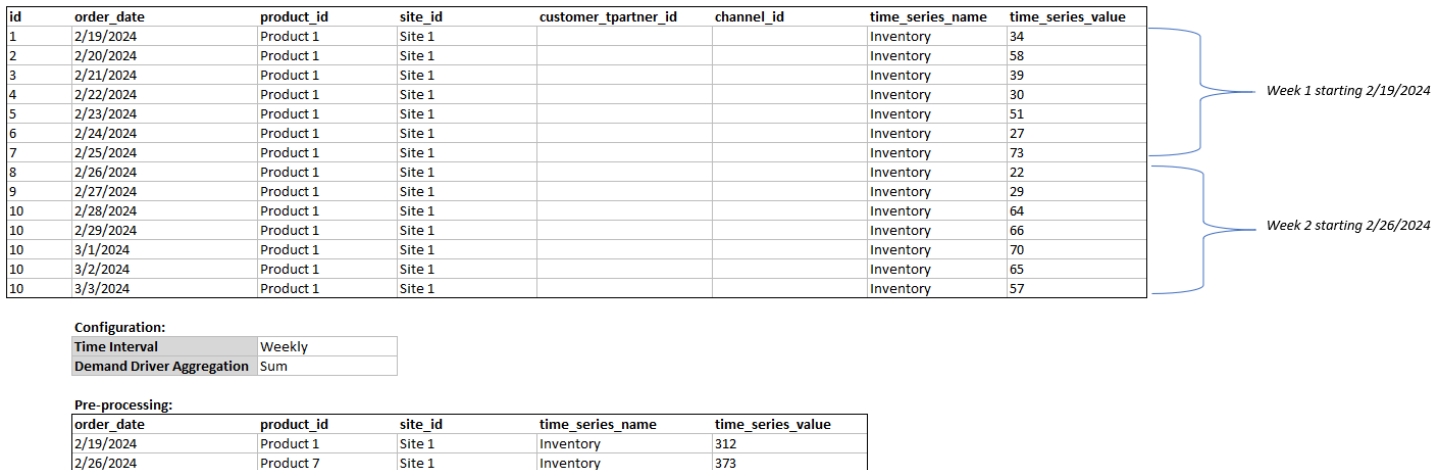 id order_date product_id site_id customer_tpartner_id channel_id time_series_name time_series_value
1 2/19/2024 Product 1 Site 1 Inventory 34
2 2/20/2024 Product 1 Site 1 Inventory 58
3 2/21/2024 Product 1 Site 1 Inventory 39
4 2/22/2024 Product 1 Site 1 Inventory 30 Week 1 starting 2/19/2024
5 2/23/2024 Product 1 Site 1 Inventory 51
6 2/24/2024 Product 1 Site 1 Inventory 27
7 2/25/2024 Product 1 Site 1 Inventory 73
8 2/26/2024 Product 1 Site 1 Inventory 22
9 2/27/2024 Product 1 Site 1 Inventory 29
10 2/28/2024 Product 1 Site 1 Inventory 64
10 2/29/2024 Product 1 Site 1 Inventory 66 Week 2 starting 2/26/2024
10 3/1/2024 Product 1 Site 1 Inventory 70
10 3/2/2024 Product 1 Site 1 Inventory 65
10 3/3/2024 Product 1 Site 1 Inventory 57
Configuration:
Time Interval Weekly
Demand Driver Aggregation Sum
Pre-processing:
order_date product_id site_id time_series_name time_series_value
2/19/2024 Product 1 Site 1 Inventory 312
2/26/2024 Product 7 Site 1 Inventory 373